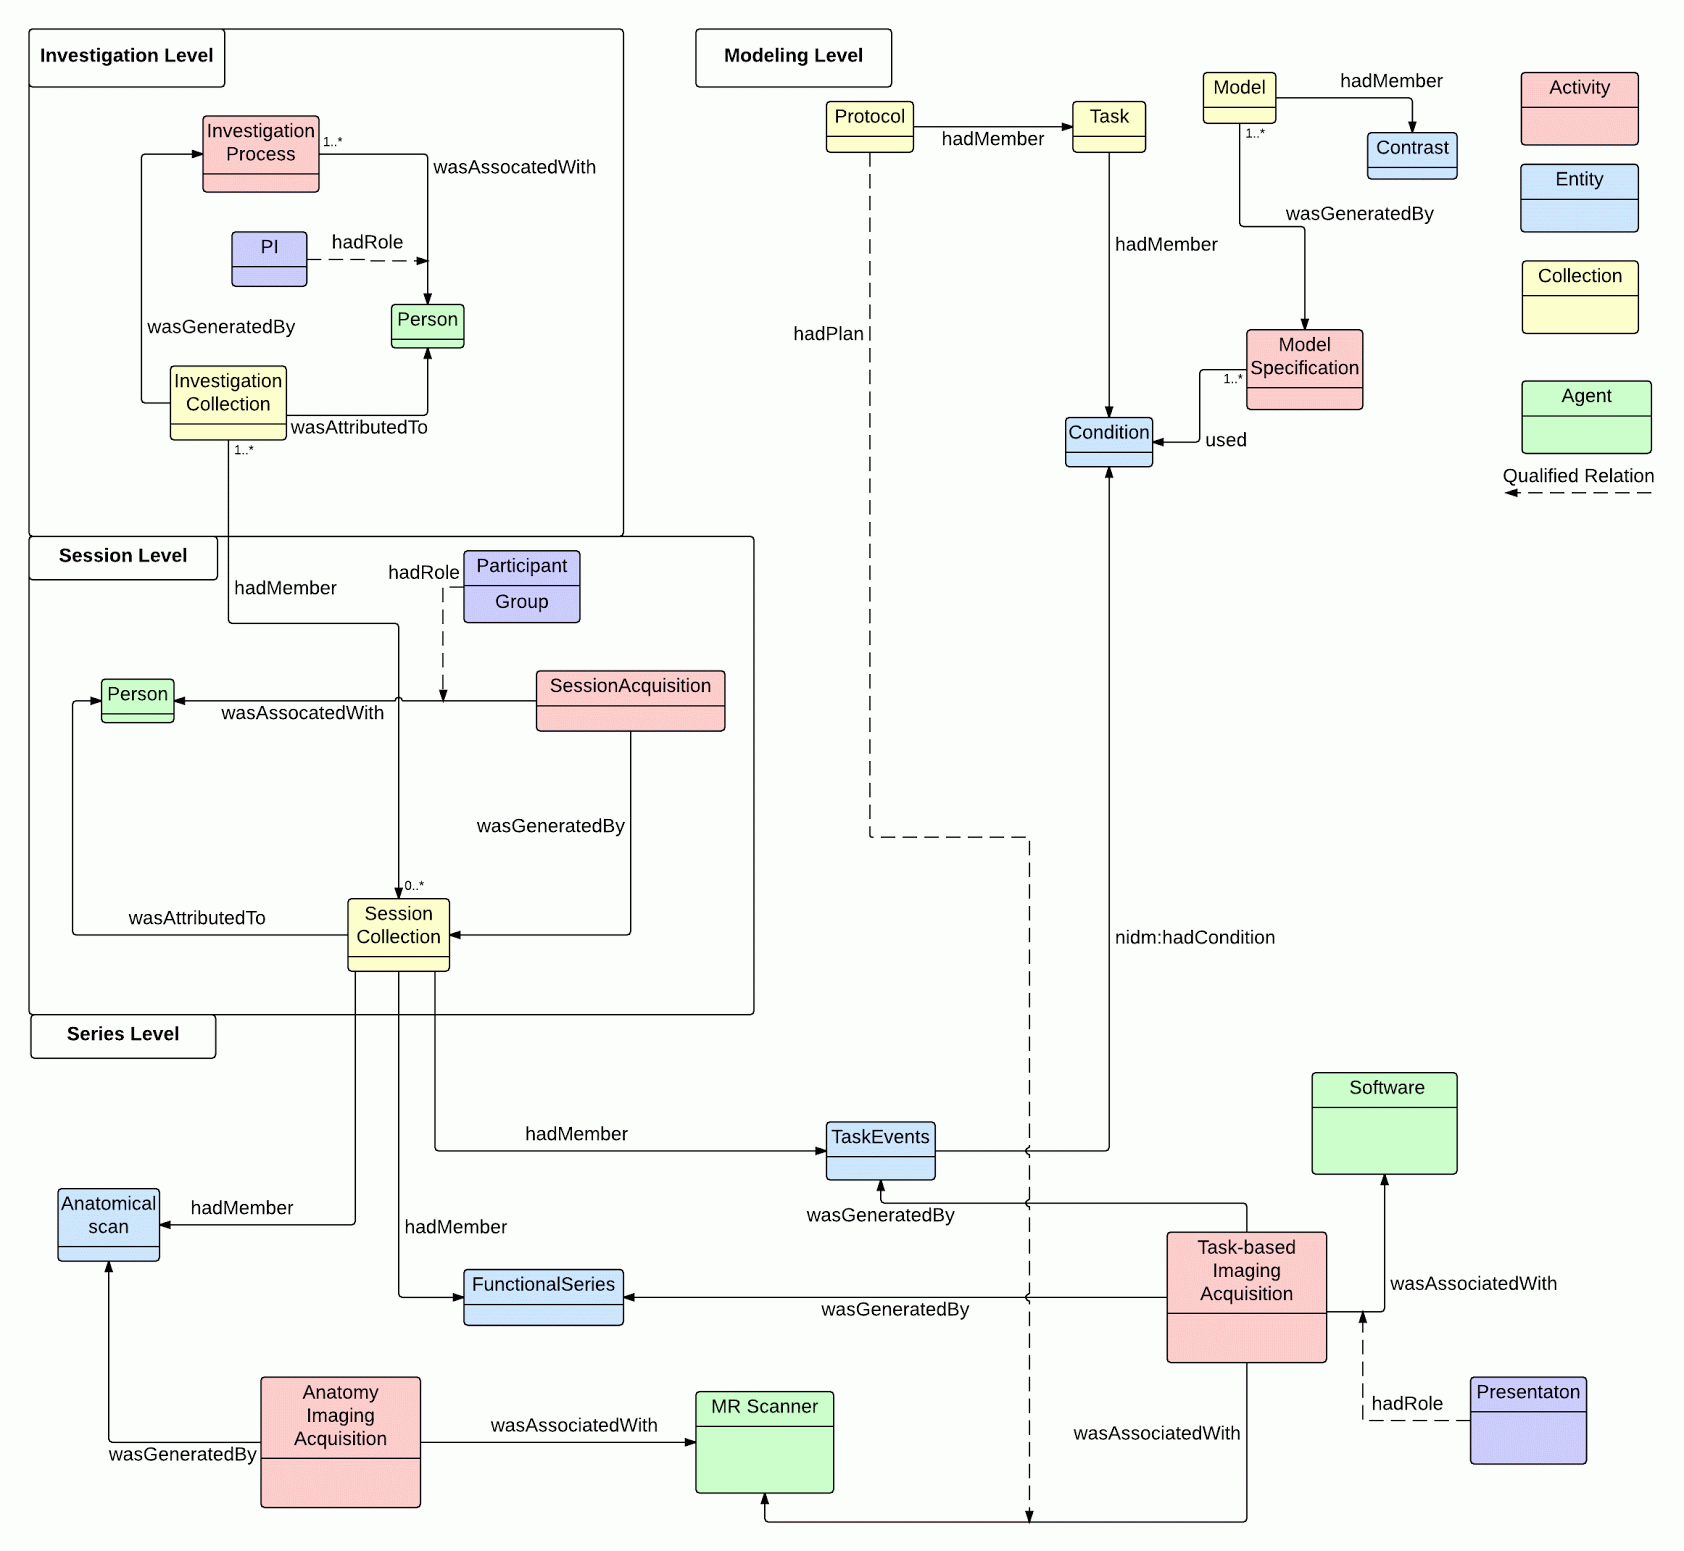 Investigation Level
Investigation
Process
1..*
wasAssocatedWith
PI
hadRole
wasGeneratedBy
Person
Investigation
Collection
wasAttributedTo
1..*
Session Level
hadMember
hadRole
Participant
Group
Person
wasAssocatedWith
SessionAcquisition
wasGeneratedBy
0..*
wasAttributedTo
Session
Collection
Series Level
hadMember
Anatomical
scan
hadMember
hadMember
FunctionalSeries
Anatomy
Imaging
Acquisition
wasGeneratedBy
wasAssociatedWith
MR Scanner
Modeling Level
Protocol
hadMember
Task
Model
hadMember
1..*
Contrast
wasGeneratedBy
hadMember
hadPlan
Model
Specification
1..*
used
Condition
nidm:hadCondition
TaskEvents
wasGeneratedBy
wasGeneratedBy
Task-based
Imaging
Acquisition
Software
wasAssociatedWith
hadRole
Presentaton
wasAssociatedWith
Activity
Entity
Collection
Agent
Qualified Relation